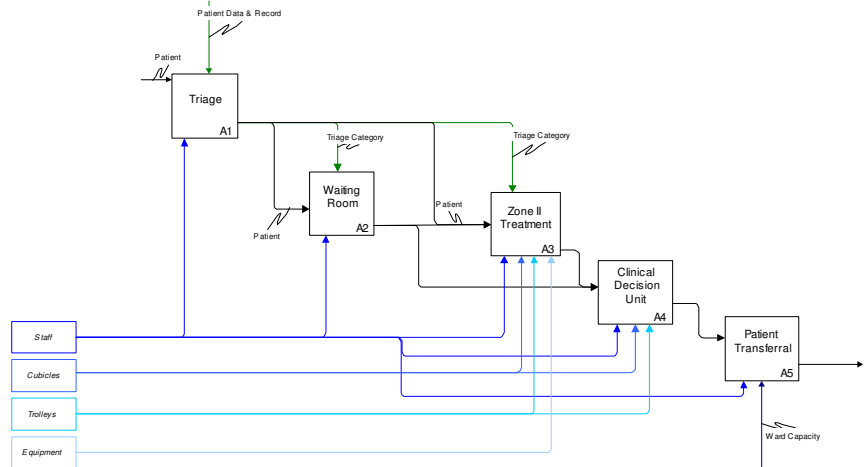 Patient Data & Record
Patient
Triage
A1
Triage Category
Triage Category
Waiting
Room
A2
Patient
Patient
Zone II
Treatment
A3
Clinical
Decision
Unit
A4
Patient
Transferral
A5
Staff
Cubicles
Trolleys
Equipment
Ward Capacity